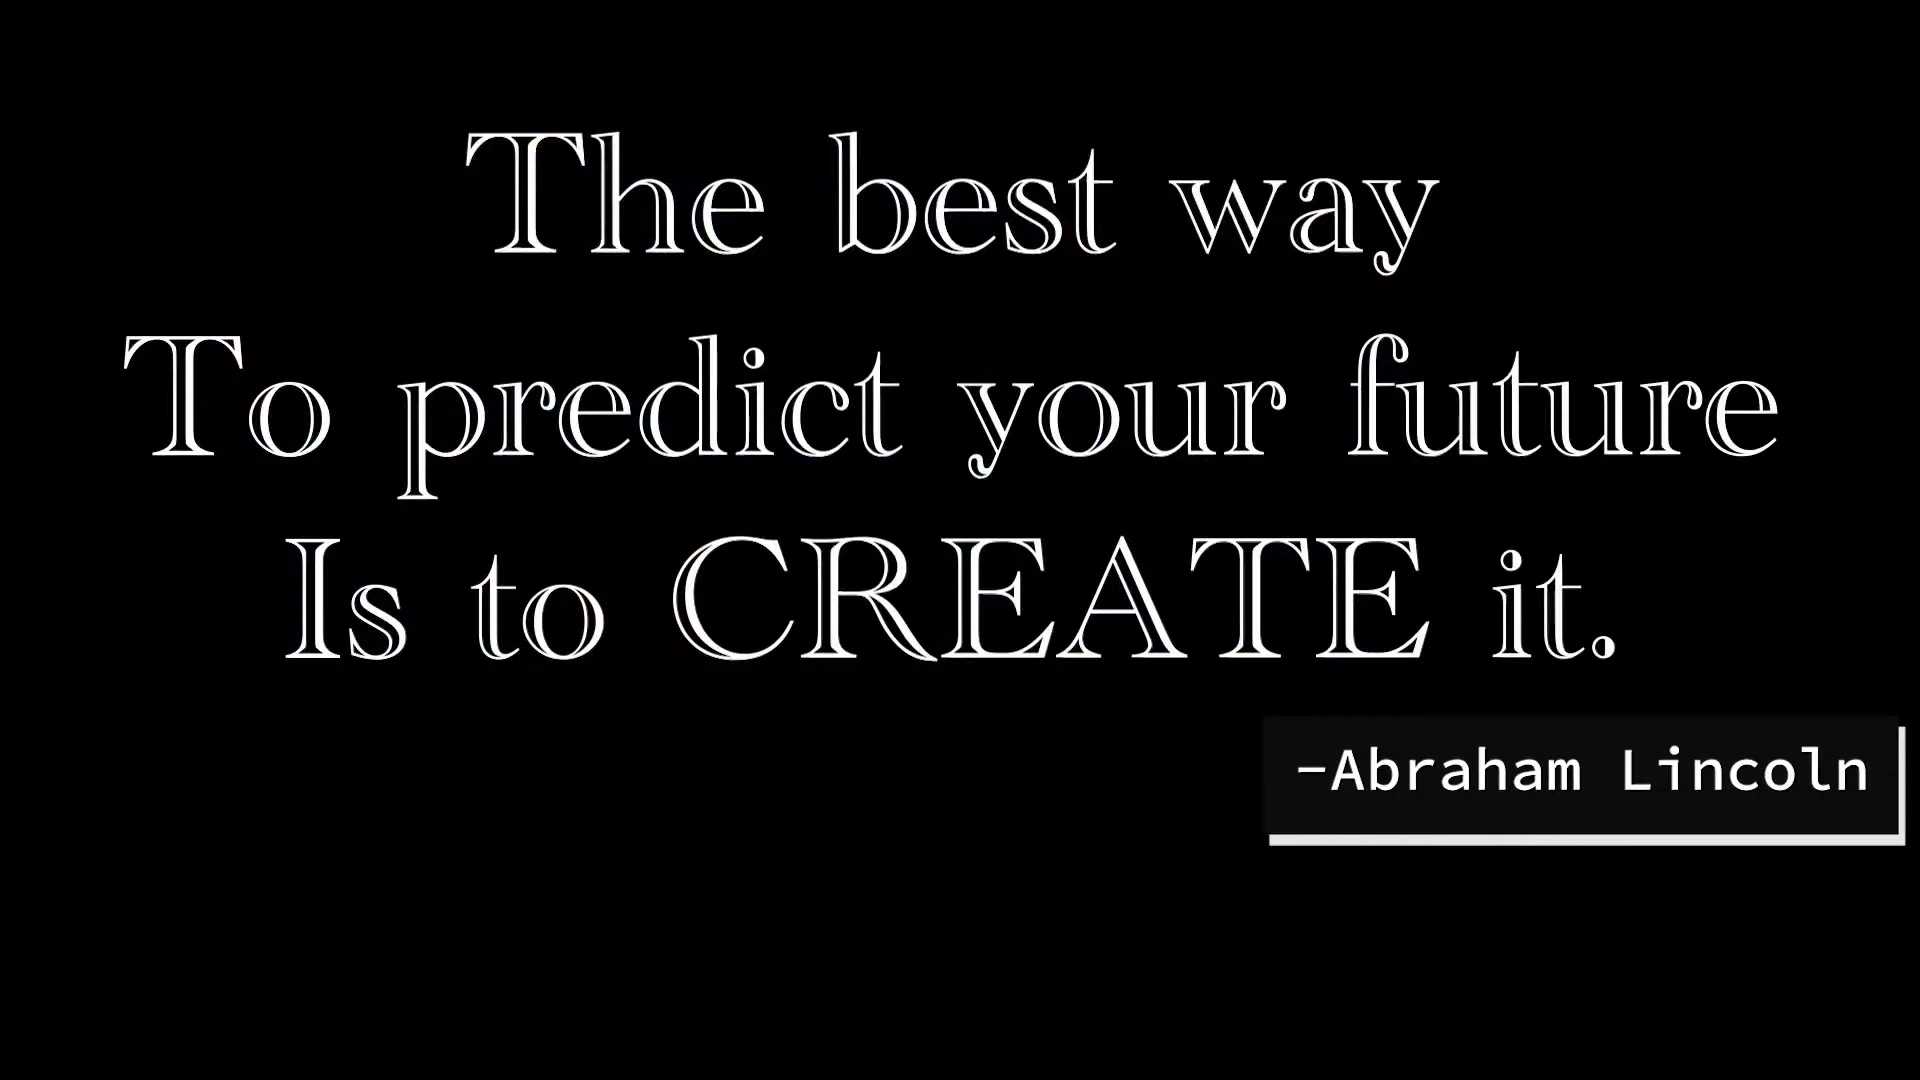 The best way
To predict your future
Is to CREATE it.
-Abraham Lincoln